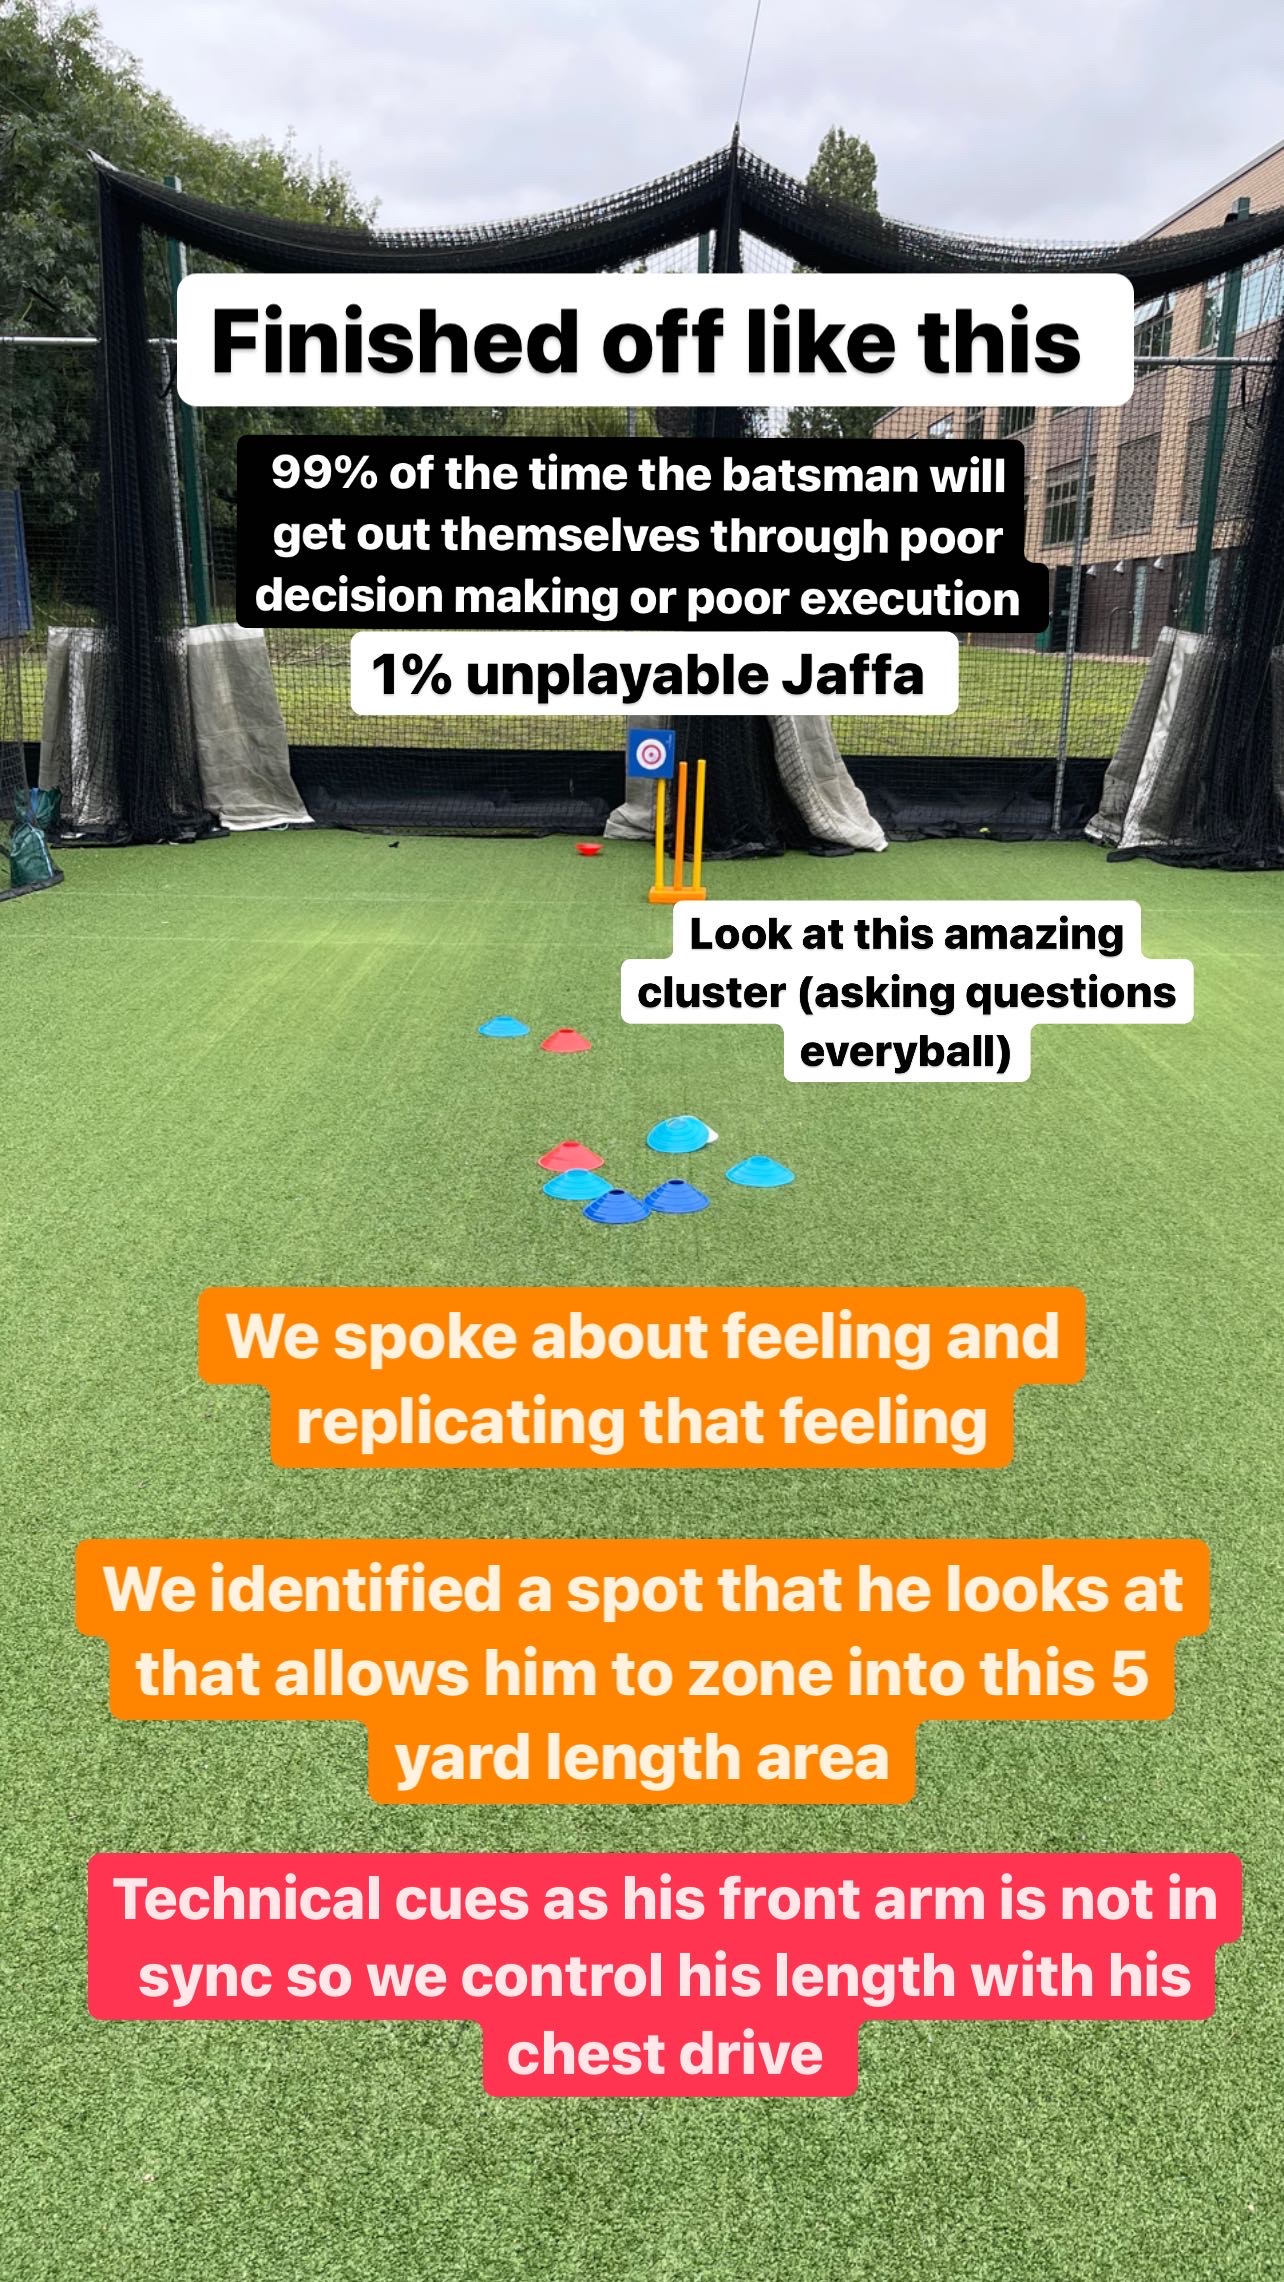 Finished off like this
99% of the time the batsman will
get out themselves through poor
decision making or poor execution
1% unplayable Jaffa
Look at this amazing
cluster (asking questions
everyball)
We spoke about feeling and
replicating that feeling
We identified a spot that he looks at
that allows him to zone into this 5
yard length area
Technical cues as his front arm is not in
sync so we control his length with his
chest drive